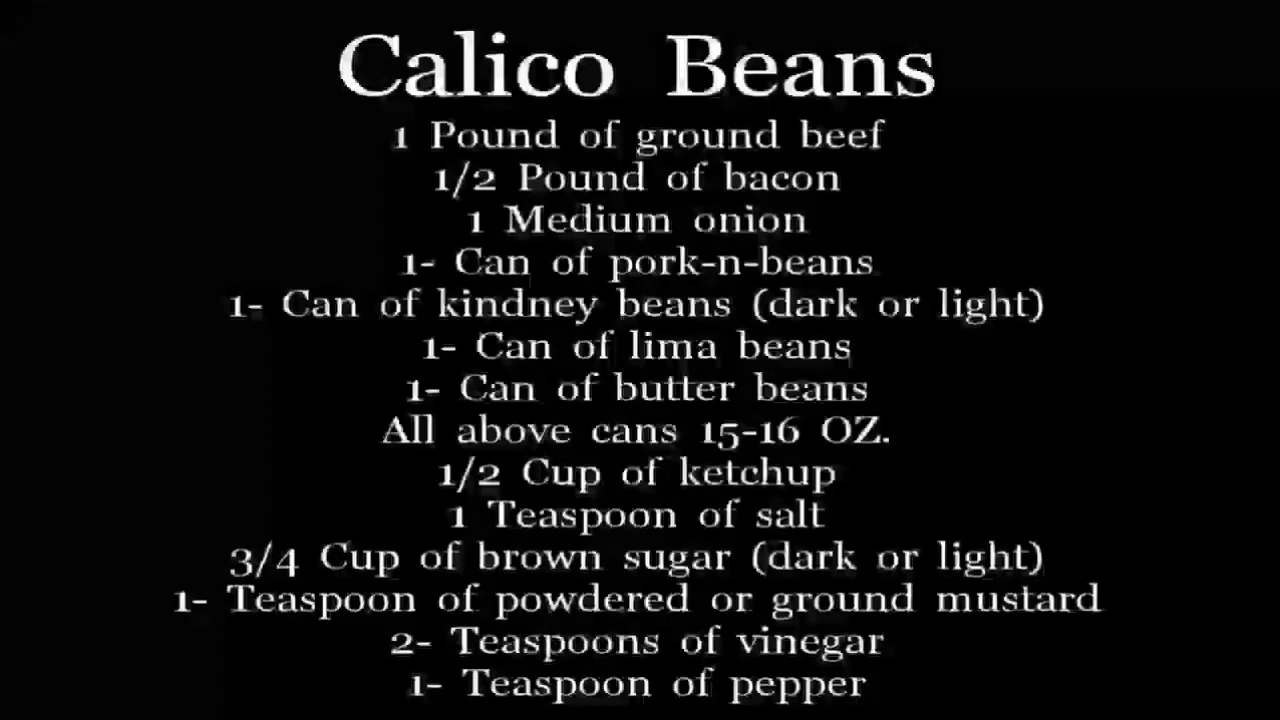 Calico Beans
1 Pound of ground beef
1/2 Pound of bacon
1 Medium onion
1- Can of pork-n-beans
1- Can of kindney beans (dark or light)
1- Can of lima beans
1- Can of butter beans
All above cans 15-16 OZ.
1/2 Cup of ketchup
1 Teaspoon of salt
3/4 Cup of brown sugar (dark or light)
1- Teaspoon of powdered or ground mustard
2- Teaspoons of vinegar
1- Teaspoon of pepper